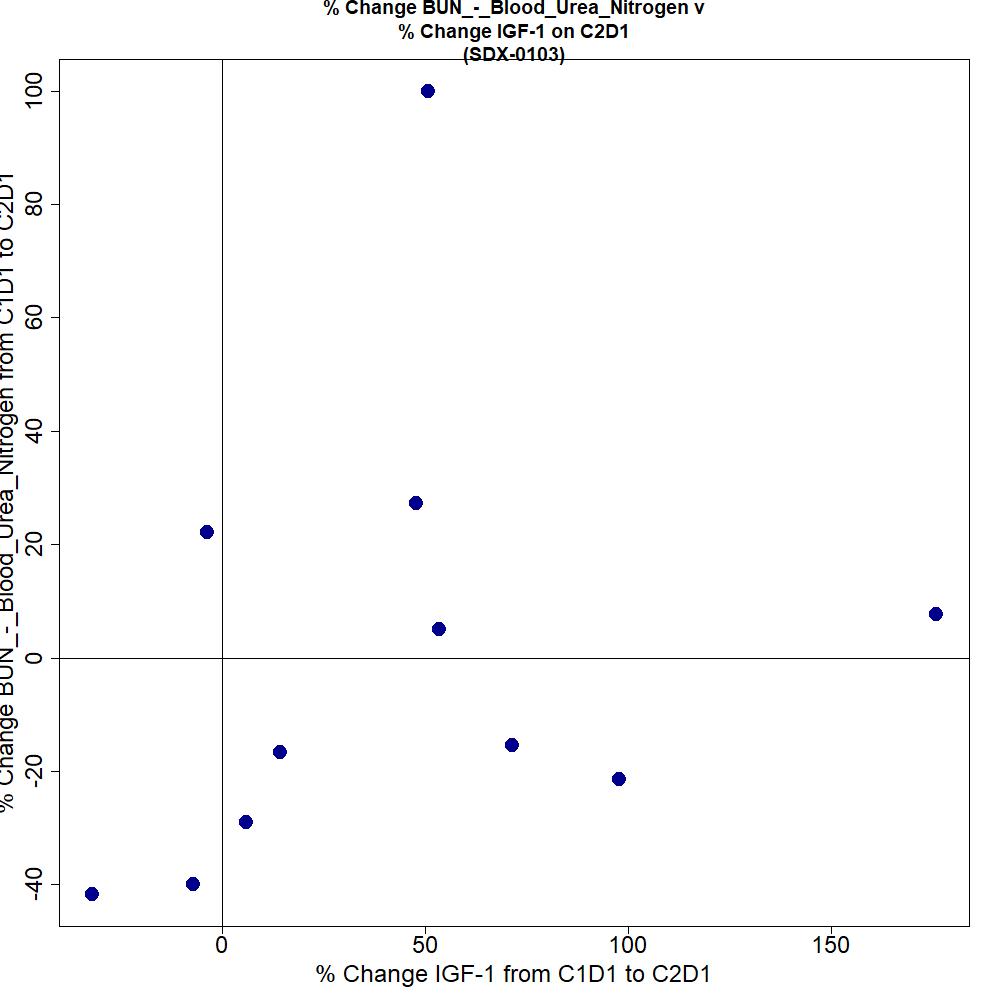 % Change BUN_-_Blood_Urea_Nitrogen v
% Change IGF-1 on C2D1
(SDX-0103)
% Change BUN_-_Blood_Urea_Nitrogen from C1D1 to C2D1
100
80
60
40
20
0
-20
-40
0
50
100
150
% Change IGF-1 from C1D1 to C2D1